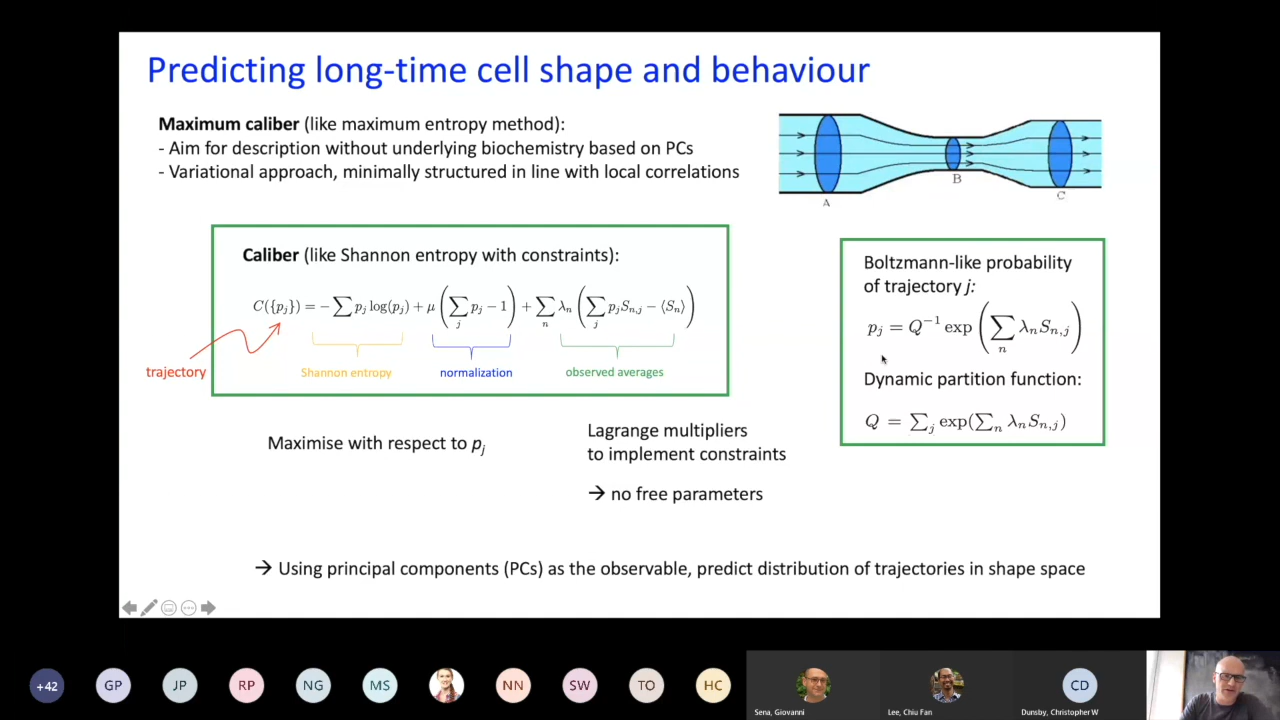 Predicting long-time cell shape and behaviour
Maximum caliber (like maximum entropy method):
- Aim for description without underlying biochemistry based on PCs
- Variational approach, minimally structured in line with local correlations
A
B
C
Caliber (like Shannon entropy with constraints):
C({p_j}) = -∑ p_j log(p_j) + μ (∑_j p_j - 1) + ∑_n λ_n (∑_j p_j S_{n,j} - ⟨S_n⟩)
trajectory
Shannon entropy
normalization
observed averages
Boltzmann-like probability
of trajectory j:
p_j = Q^{-1} exp (∑_n λ_n S_{n,j})
Dynamic partition function:
Q = ∑_j exp(∑_n λ_n S_{n,j})
Maximise with respect to p_j
Lagrange multipliers
to implement constraints
→ no free parameters
→ Using principal components (PCs) as the observable, predict distribution of trajectories in shape space
+42
GP
JP
RP
NG
MS
NN
SW
TO
HC
CD
Sena, Giovanni
Lee, Chiu Fan
Dunsby, Christopher W